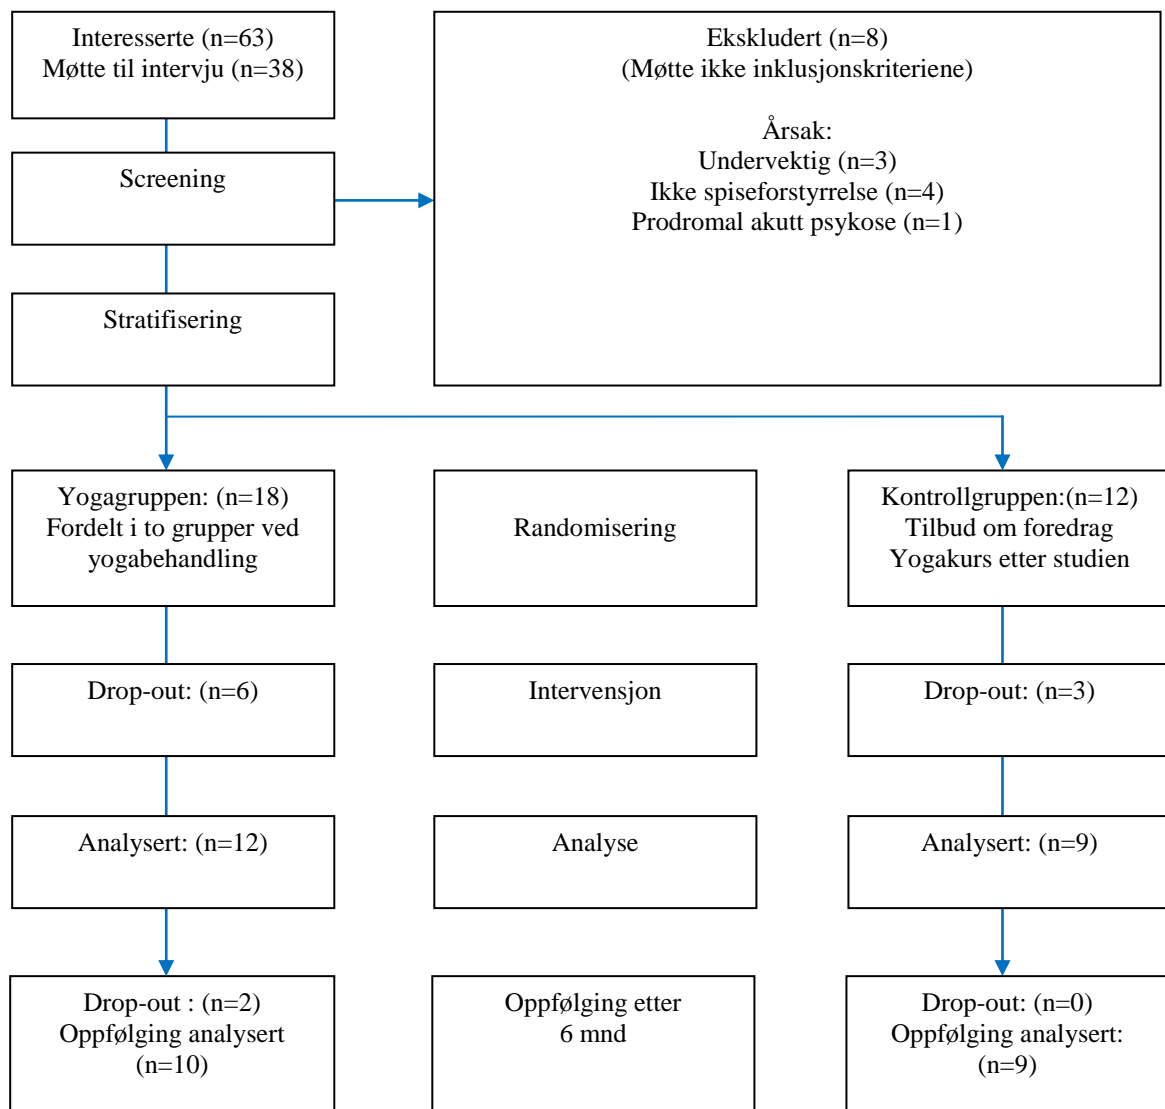 Interesserte (n=63)
Møtte til intervju (n=38)
Ekskludert (n=8)
(Møtte ikke inklusjonskriteriene)
Årsak:
Undervektig (n=3)
Ikke spiseforstyrrelse (n=4)
Prodromal akutt psykose (n=1)
Screening
Stratifisering
Yogagruppen: (n=18)
Fordelt i to grupper ved
yogabehandling
Randomisering
Kontrollgruppen:(n=12)
Tilbud om foredrag
Yogakurs etter studien
Drop-out: (n=6)
Intervensjon
Drop-out: (n=3)
Analysert: (n=12)
Analyse
Analysert: (n=9)
Drop-out : (n=2)
Oppfølging analysert
(n=10)
Oppfølging etter
6 mnd
Drop-out: (n=0)
Oppfølging analysert:
(n=9)